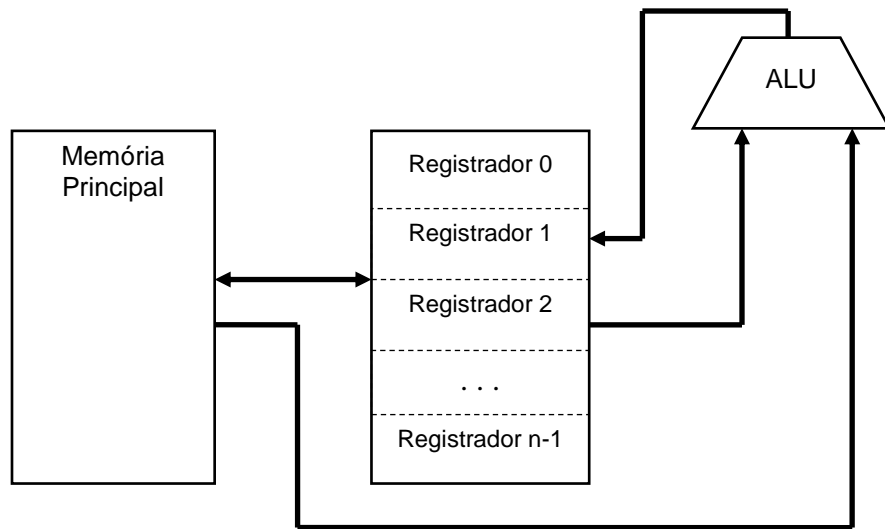 ALU
Memória
Principal
Registrador 0
Registrador 1
Registrador 2
. . .
Registrador n-1